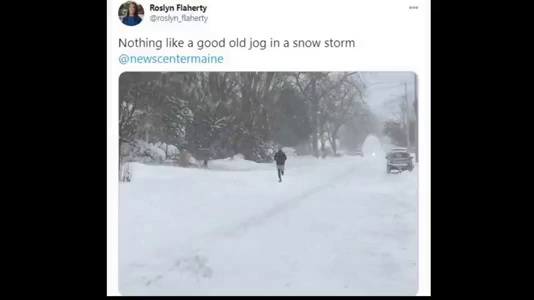 Roslyn Flaherty
@roslyn_flaherty
Nothing like a good old jog in a snow storm
@newscentermaine